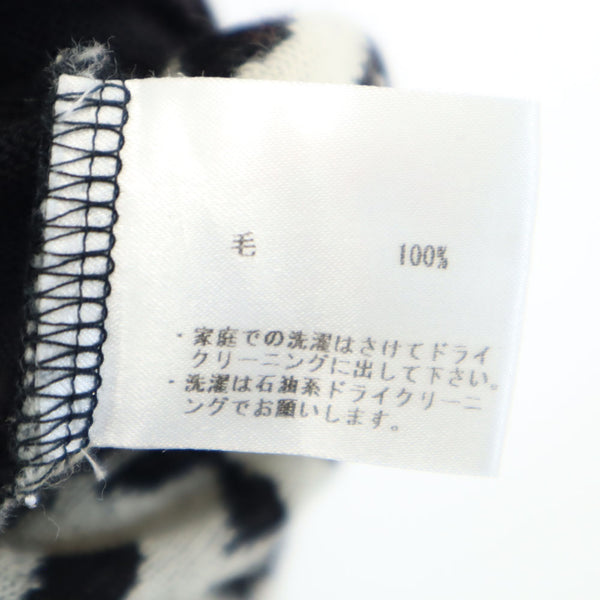 毛 100%
・家庭での洗濯はさけてドライ
クリーニングに出して下さい。
・洗濯は石油系ドライクリーニ
ングでお願いします。